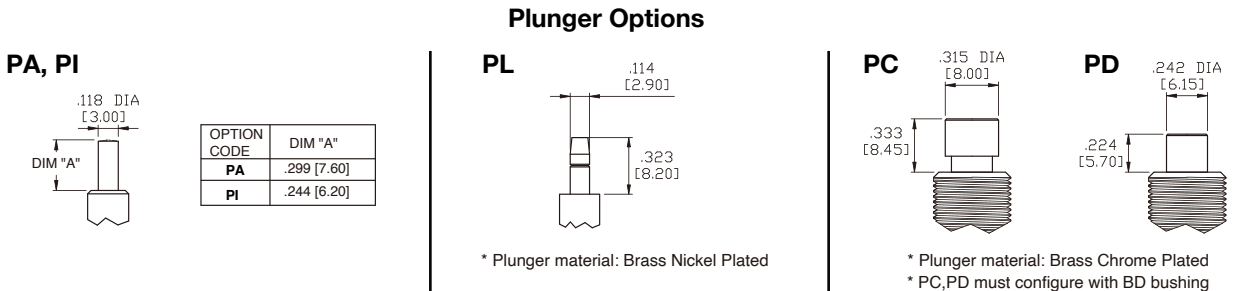 Plunger Options
PA, PI
.118 DIA
[3.00]
DIM "A"
OPTION CODE DIM "A"
PA .299 [7.60]
PI .244 [6.20]
PL
.114
[2.90]
.323
[8.20]
* Plunger material: Brass Nickel Plated
PC
.315 DIA
[8.00]
.333
[8.45]
PD
.242 DIA
[6.15]
.224
[5.70]
* Plunger material: Brass Chrome Plated
* PC,PD must configure with BD bushing